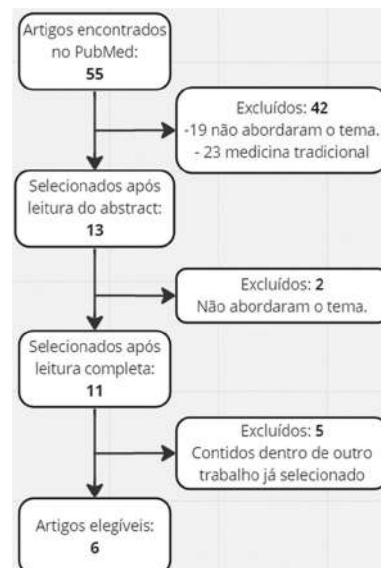 Artigos encontrados
no PubMed:
55
Excluídos: 42
-19 não abordaram o tema.
- 23 medicina tradicional
Selecionados após
leitura do abstract:
13
Excluídos: 2
Não abordaram o tema.
Selecionados após
leitura completa:
11
Excluídos: 5
Contidos dentro de outro
trabalho já selecionado
Artigos elegíveis:
6